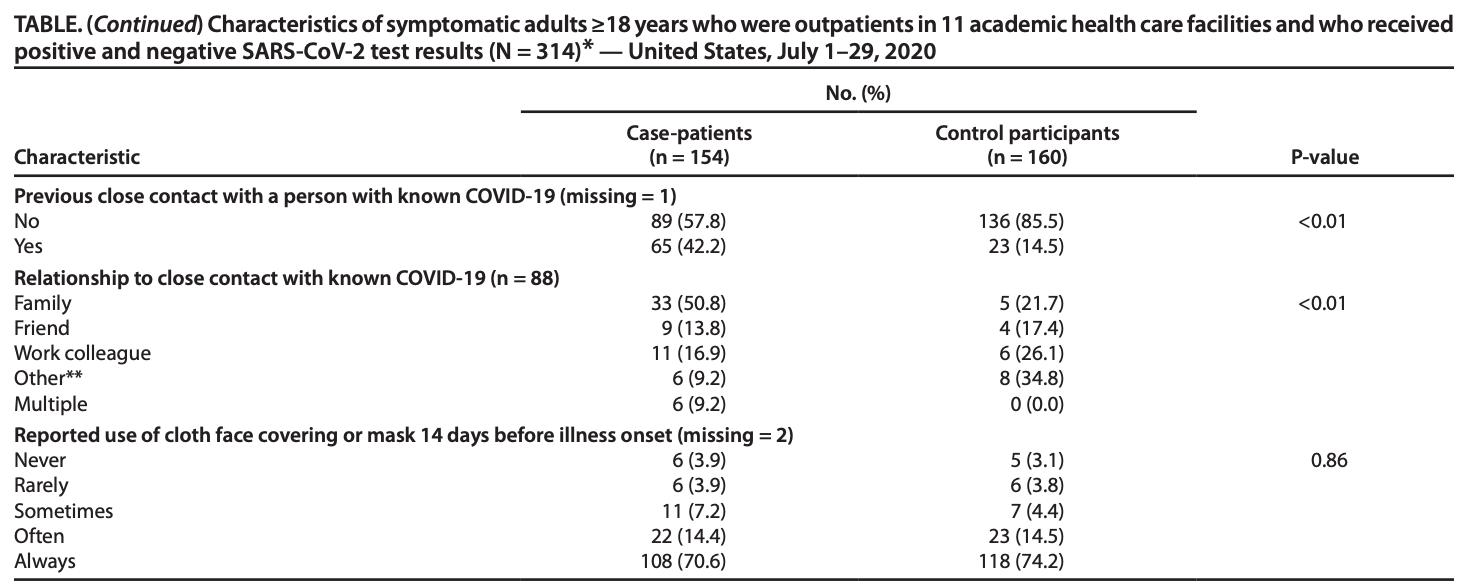 TABLE. (Continued) Characteristics of symptomatic adults ≥18 years who were outpatients in 11 academic health care facilities and who received
positive and negative SARS-CoV-2 test results (N = 314)* — United States, July 1–29, 2020
No. (%)
Case-patients Control participants
Characteristic (n = 154) (n = 160) P-value
Previous close contact with a person with known COVID-19 (missing = 1)
No 89 (57.8) 136 (85.5) <0.01
Yes 65 (42.2) 23 (14.5)
Relationship to close contact with known COVID-19 (n = 88)
Family 33 (50.8) 5 (21.7) <0.01
Friend 9 (13.8) 4 (17.4)
Work colleague 11 (16.9) 6 (26.1)
Other** 6 (9.2) 8 (34.8)
Multiple 6 (9.2) 0 (0.0)
Reported use of cloth face covering or mask 14 days before illness onset (missing = 2)
Never 6 (3.9) 5 (3.1) 0.86
Rarely 6 (3.9) 6 (3.8)
Sometimes 11 (7.2) 7 (4.4)
Often 22 (14.4) 23 (14.5)
Always 108 (70.6) 118 (74.2)